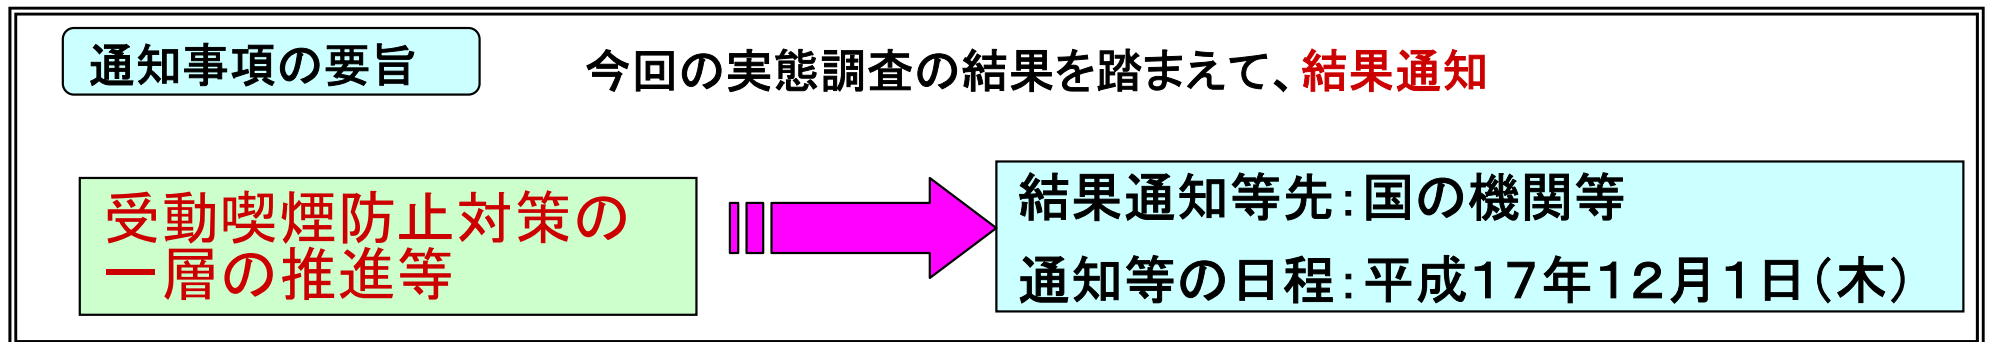 通知事項の要旨
今回の実態調査の結果を踏まえて、結果通知
受動喫煙防止対策の
一層の推進等
結果通知等先：国の機関等
通知等の日程：平成１７年１２月１日（木）